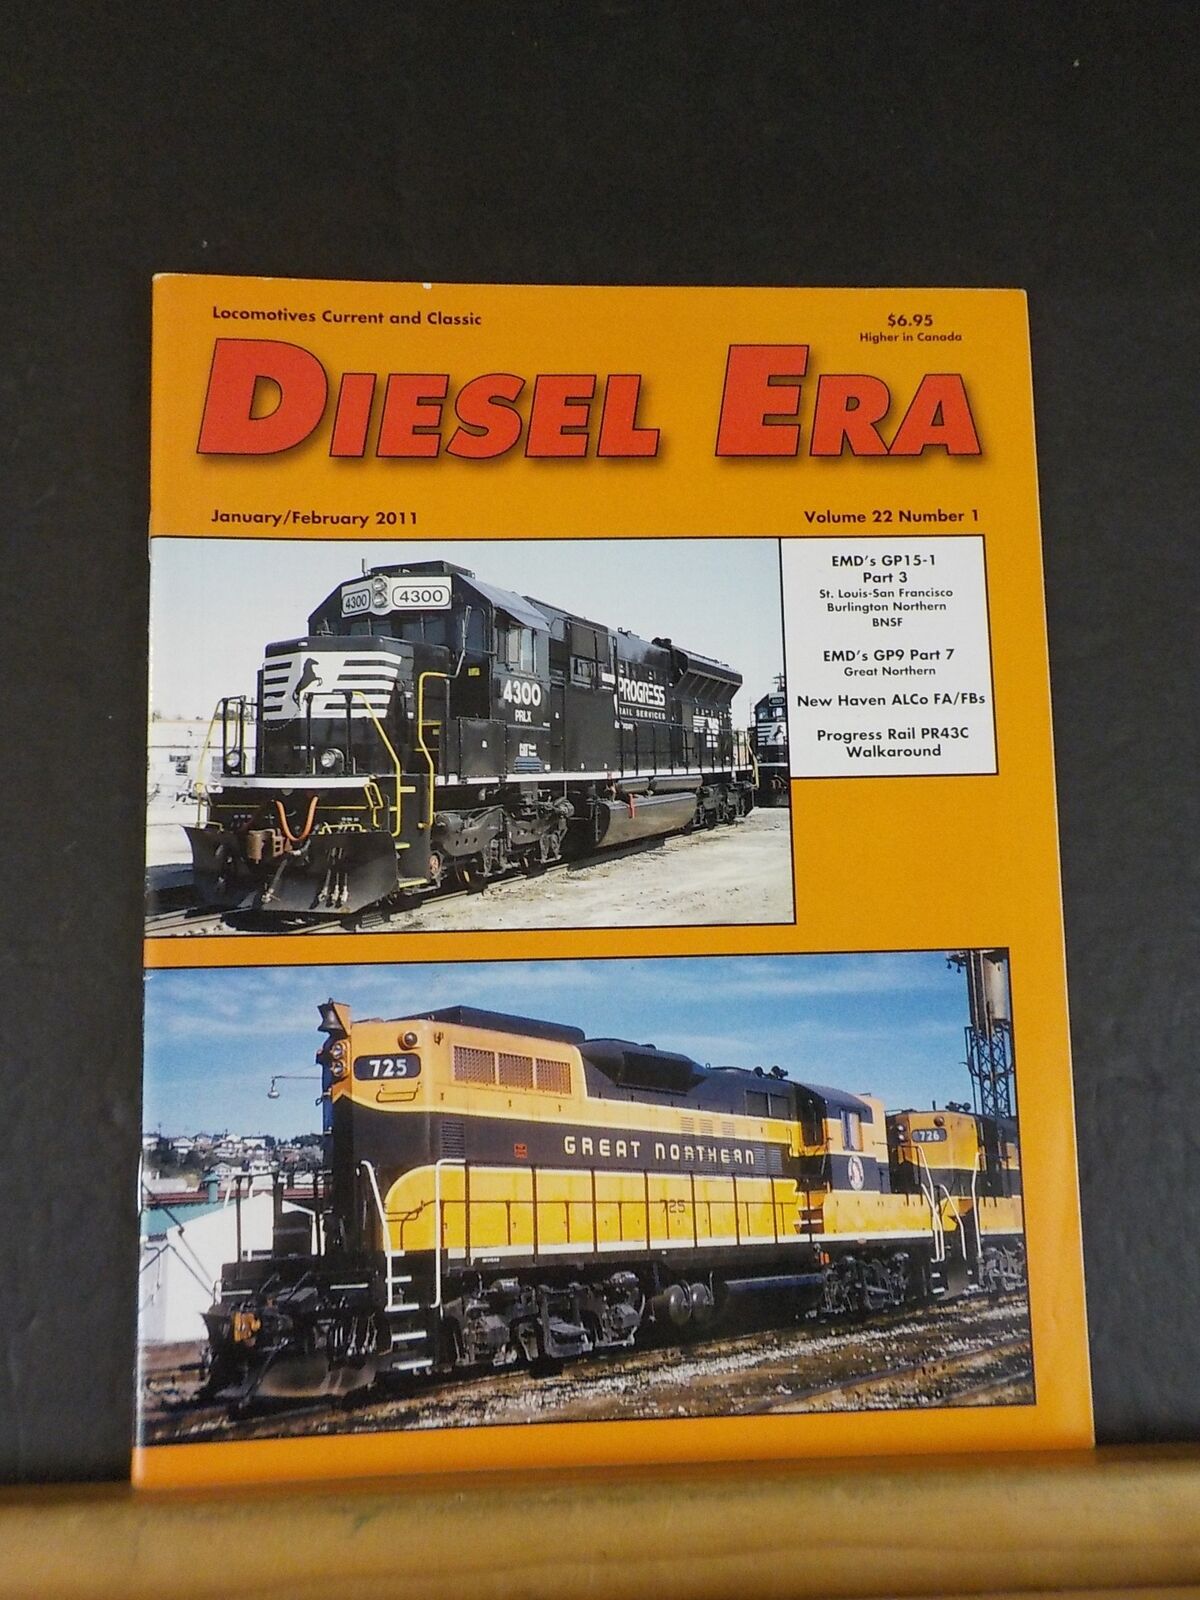 Locomotives Current and Classic
$6.95
Higher in Canada
DIESEL ERA
January/February 2011
Volume 22 Number 1
EMD's GP15-1
Part 3
St. Louis-San Francisco
Burlington Northern
BNSF
EMD's GP9 Part 7
Great Northern
New Haven ALCo FA/FBs
Progress Rail PR43C
Walkaround
4300
4300
4300
PRLX
PROGRESS
RAIL SERVICES
725
GREAT NORTHERN
725
726